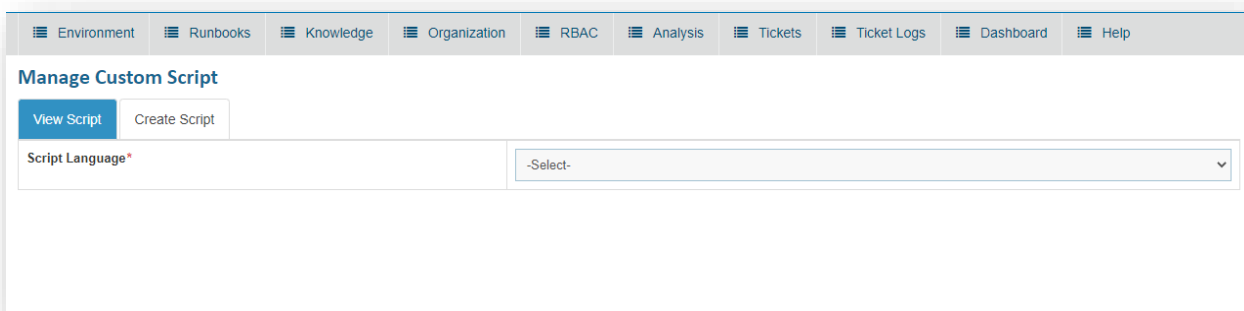 Environment Runbooks Knowledge Organization RBAC Analysis Tickets Ticket Logs Dashboard Help
Manage Custom Script
View Script Create Script
Script Language* -Select-